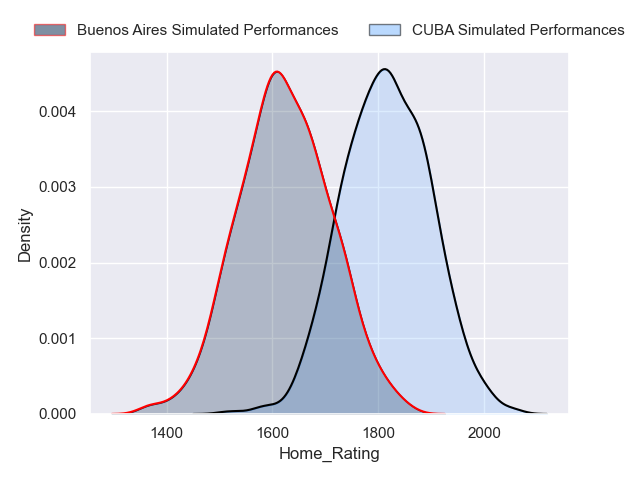 Buenos Aires Simulated Performances CUBA Simulated Performances
0.004
0.003
0.002
0.001
0.000
Density
1400 1600 1800 2000
Home_Rating